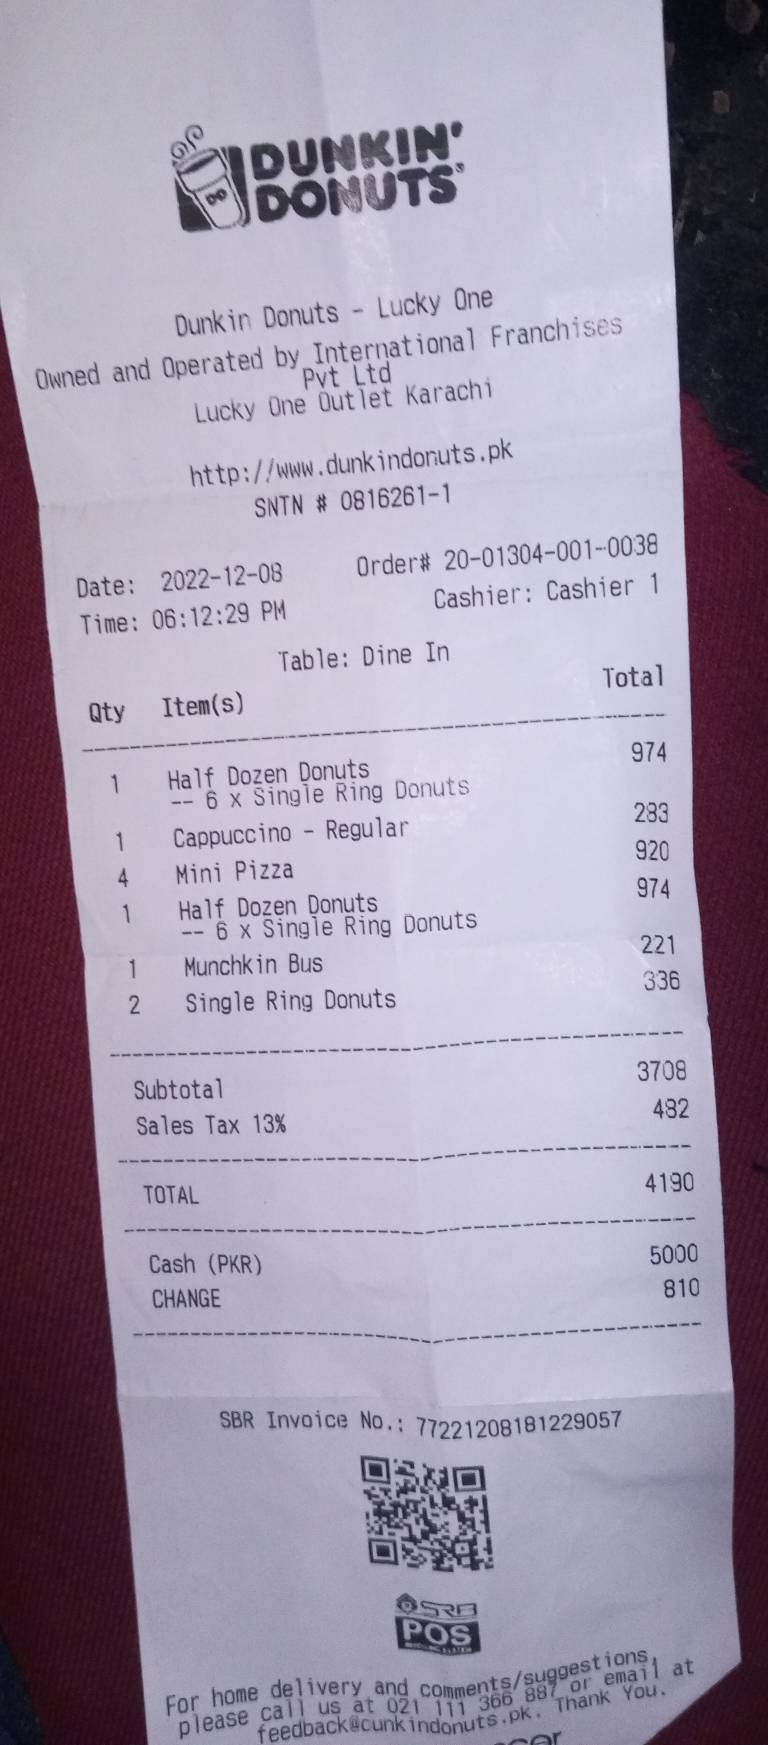 DUNKIN'
DONUTS
Dunkin Donuts - Lucky One
Owned and Operated by International Franchises
Pvt Ltd
Lucky One Outlet Karachi
http://www.dunkindonuts.pk
SNTN # 0816261-1
Date: 2022-12-08 Order# 20-01304-001-0038
Time: 06:12:29 PM Cashier: Cashier 1
Table: Dine In
Qty Item(s) Total
1 Half Dozen Donuts 974
-- 6 x Single Ring Donuts
1 Cappuccino - Regular 283
4 Mini Pizza 920
1 Half Dozen Donuts 974
-- 6 x Single Ring Donuts
1 Munchkin Bus 221
2 Single Ring Donuts 336
Subtotal 3708
Sales Tax 13% 482
TOTAL 4190
Cash (PKR) 5000
CHANGE 810
SBR Invoice No.: 77221208181229057
SRB
POS
For home delivery and comments/suggestions,
please call us at 021 111 366 887 or email at
feedback@cunkindonuts.pk. Thank You.